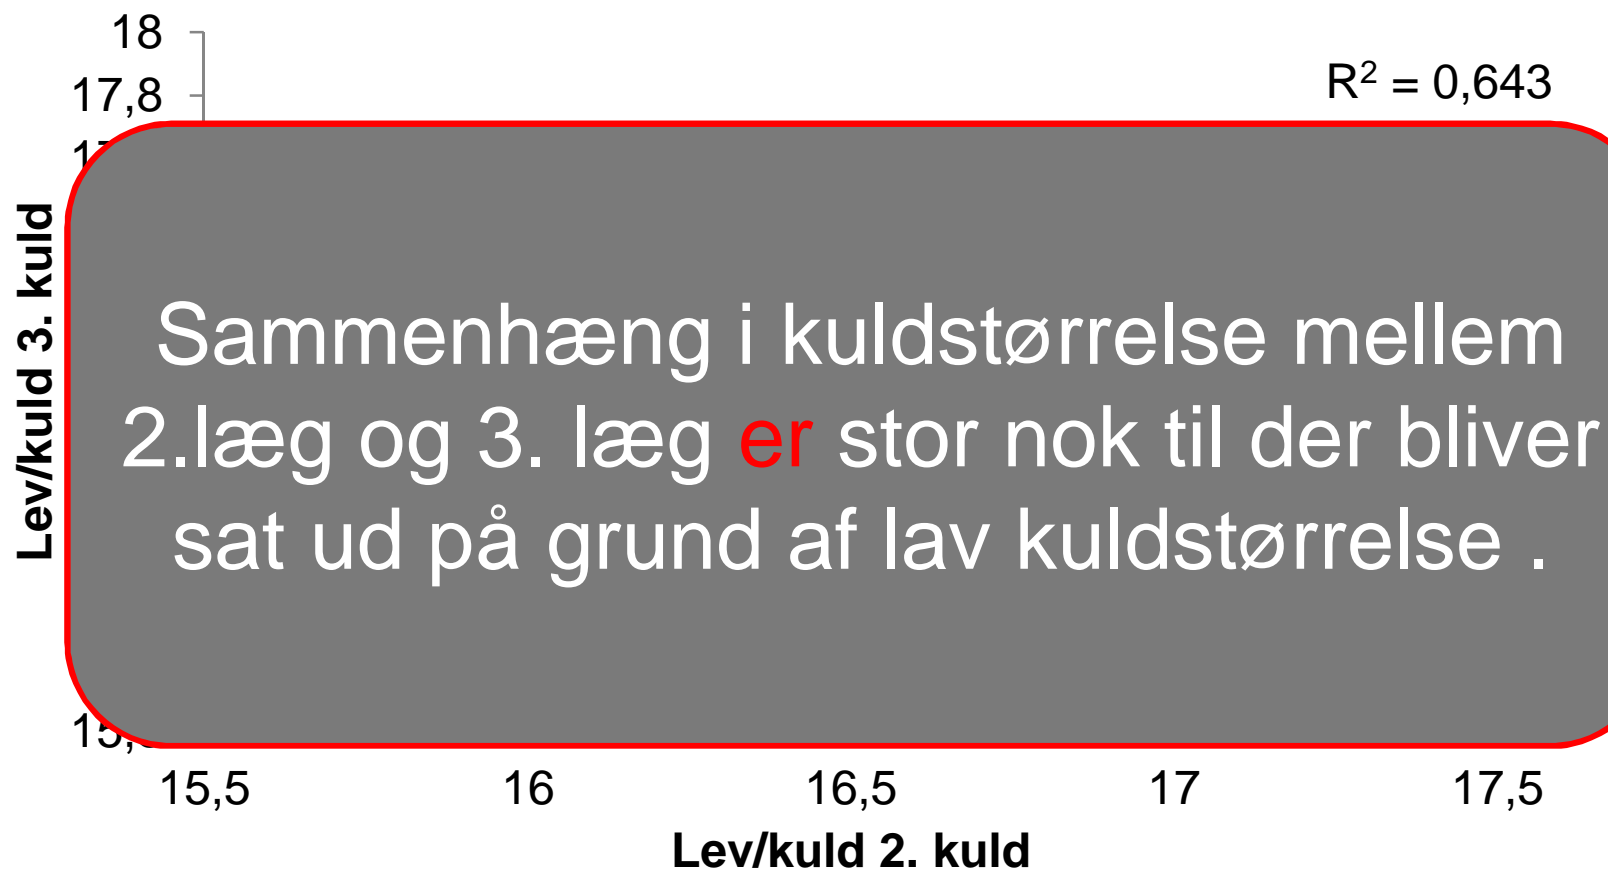 18
R² = 0,643
17,8
Lev/kuld 3. kuld
Sammenhæng i kuldstørrelse mellem
2.læg og 3. læg er stor nok til der bliver
sat ud på grund af lav kuldstørrelse .
15,5 16 16,5 17 17,5
Lev/kuld 2. kuld